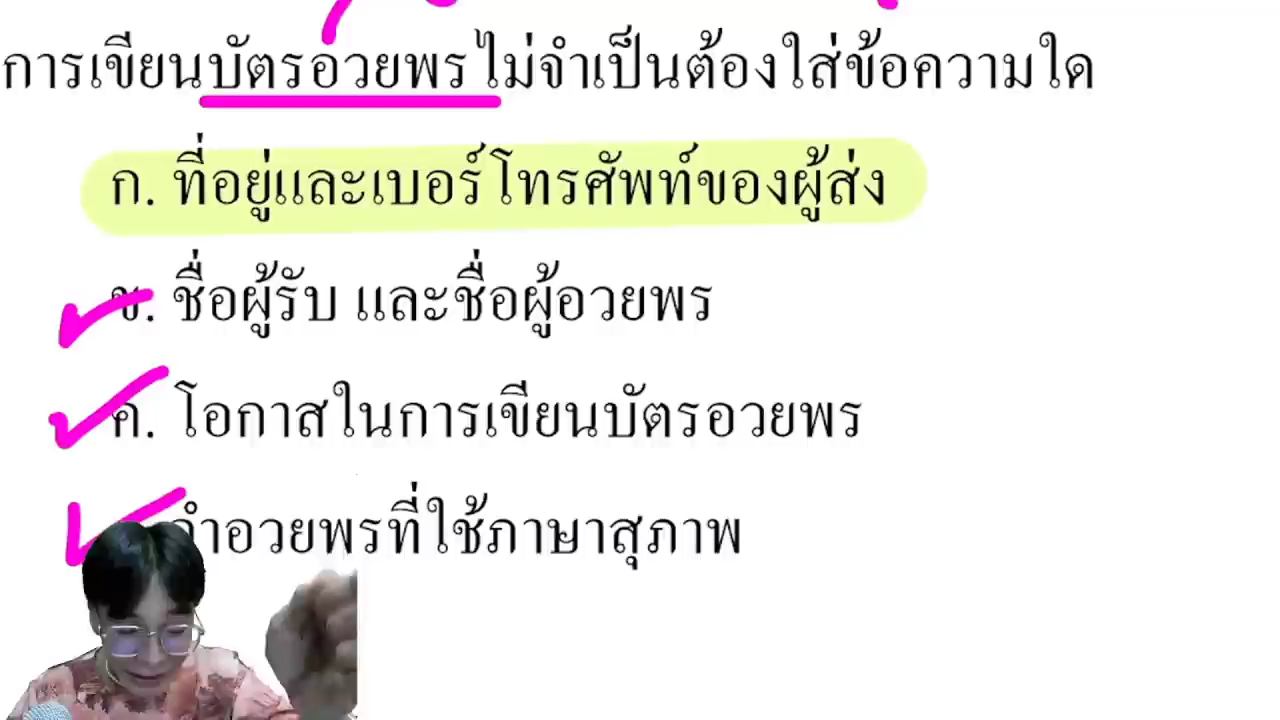 การเขียนบัตรอวยพรไม่จำเป็นต้องใส่ข้อความใด
ก. ที่อยู่และเบอร์โทรศัพท์ของผู้ส่ง
ข. ชื่อผู้รับ และชื่อผู้อวยพร
ค. โอกาสในการเขียนบัตรอวยพร
คำอวยพรที่ใช้ภาษาสุภาพ